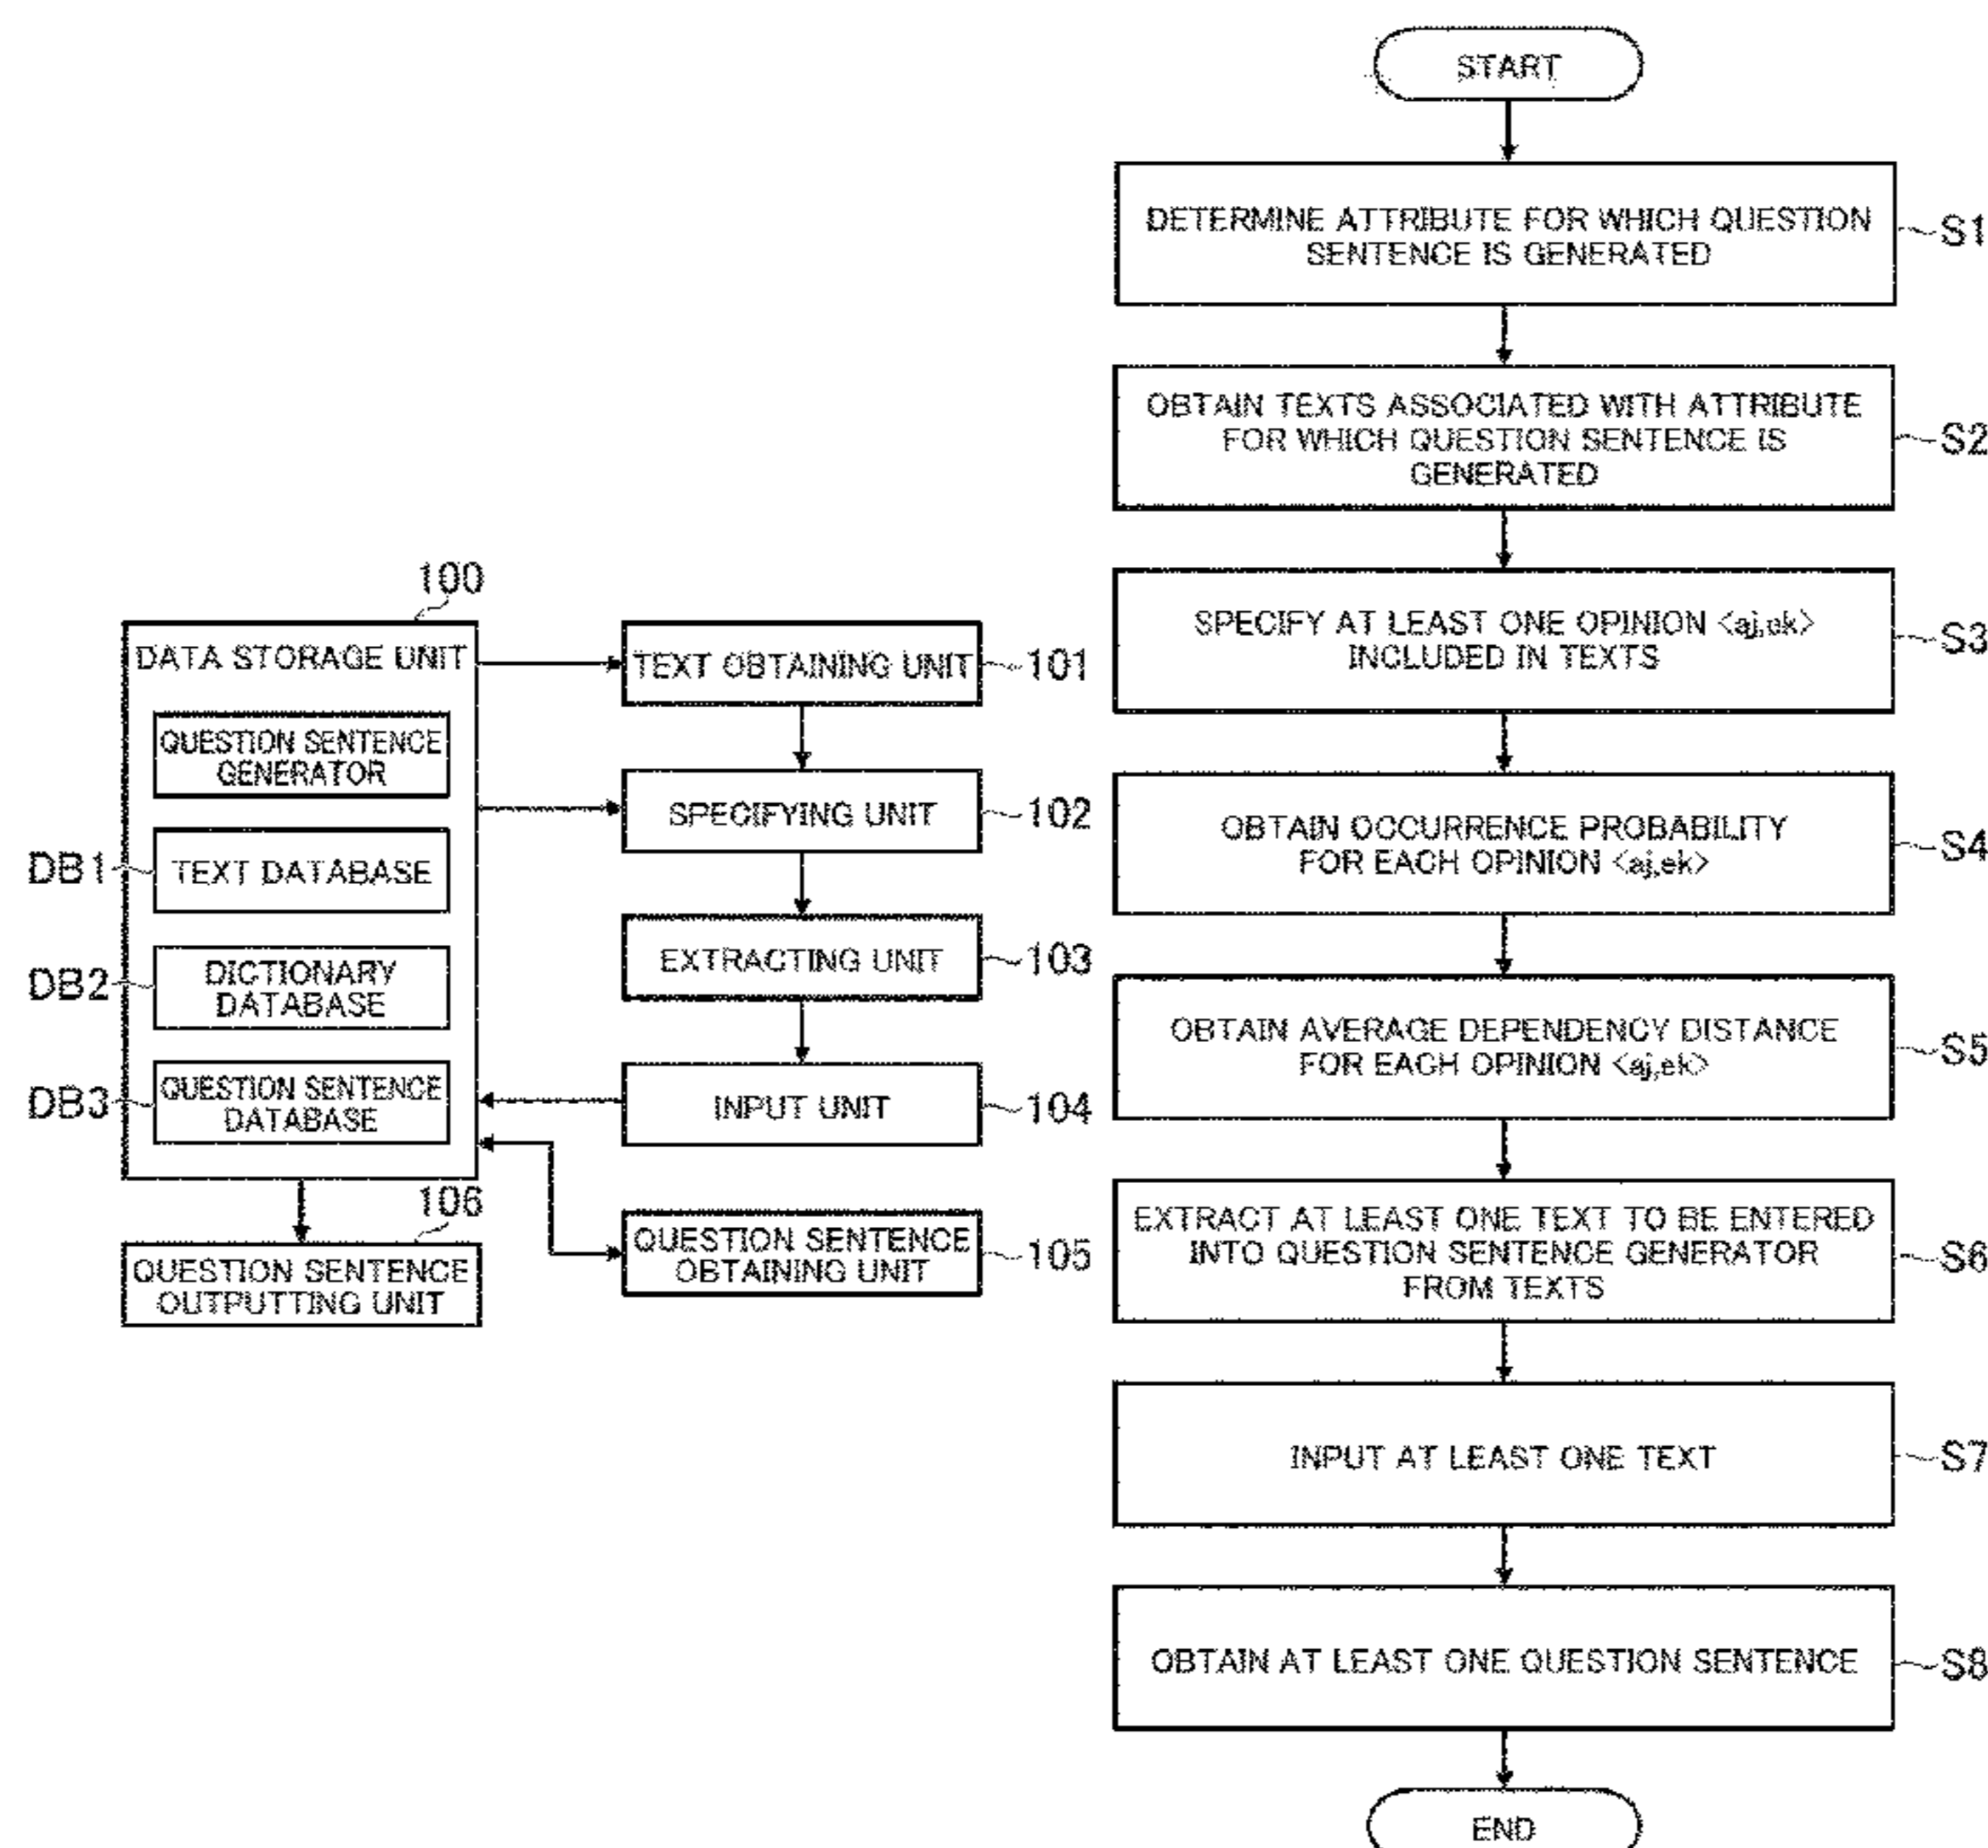 100
DATA STORAGE UNIT
QUESTION SENTENCE
GENERATOR
DB1
TEXT DATABASE
DB2
DICTIONARY
DATABASE
DB3
QUESTION SENTENCE
DATABASE
106
QUESTION SENTENCE
OUTPUTTING UNIT
TEXT OBTAINING UNIT
101
SPECIFYING UNIT
102
EXTRACTING UNIT
103
INPUT UNIT
104
QUESTION SENTENCE
OBTAINING UNIT
105
START
DETERMINE ATTRIBUTE FOR WHICH QUESTION
SENTENCE IS GENERATED
S1
OBTAIN TEXTS ASSOCIATED WITH ATTRIBUTE
FOR WHICH QUESTION SENTENCE IS
GENERATED
S2
SPECIFY AT LEAST ONE OPINION <aj,ek>
INCLUDED IN TEXTS
S3
OBTAIN OCCURRENCE PROBABILITY
FOR EACH OPINION <aj,ek>
S4
OBTAIN AVERAGE DEPENDENCY DISTANCE
FOR EACH OPINION <aj,ek>
S5
EXTRACT AT LEAST ONE TEXT TO BE ENTERED
INTO QUESTION SENTENCE GENERATOR
FROM TEXTS
S6
INPUT AT LEAST ONE TEXT
S7
OBTAIN AT LEAST ONE QUESTION SENTENCE
S8
END